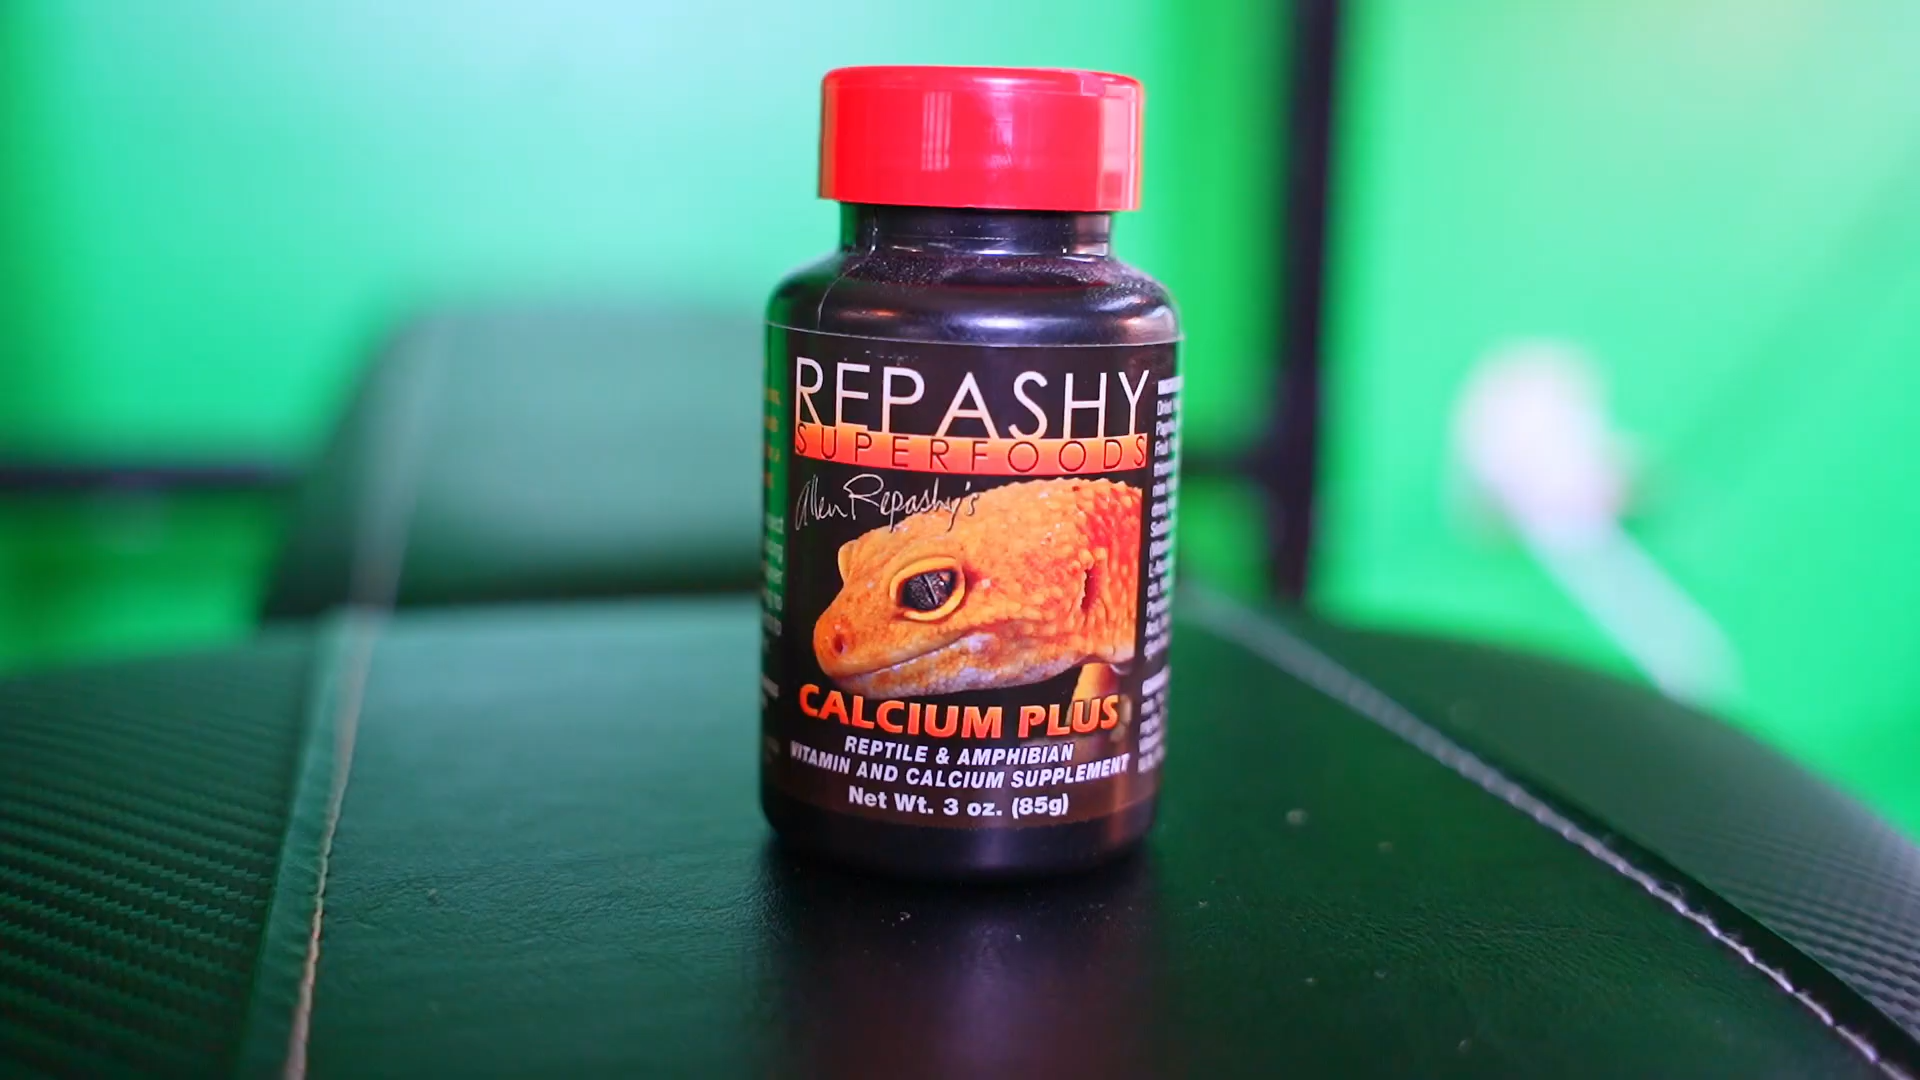 REPASHY
SUPERFOODS
Allen Repashy's
CALCIUM PLUS
REPTILE & AMPHIBIAN
VITAMIN AND CALCIUM SUPPLEMENT
Net Wt. 3 oz. (85g)